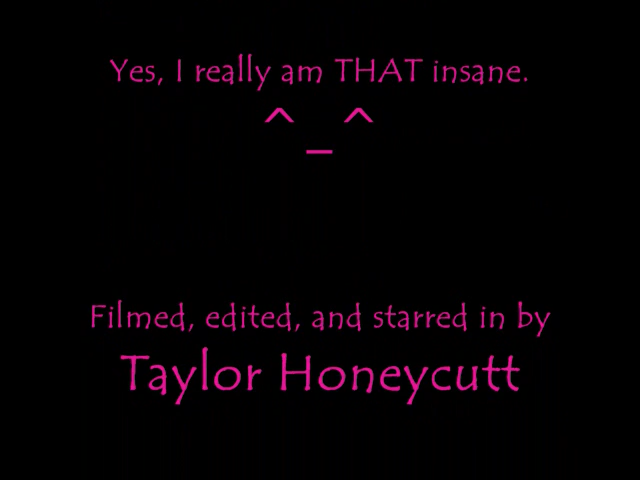 Yes, I really am THAT insane.
^_^
Filmed, edited, and starred in by
Taylor Honeycutt